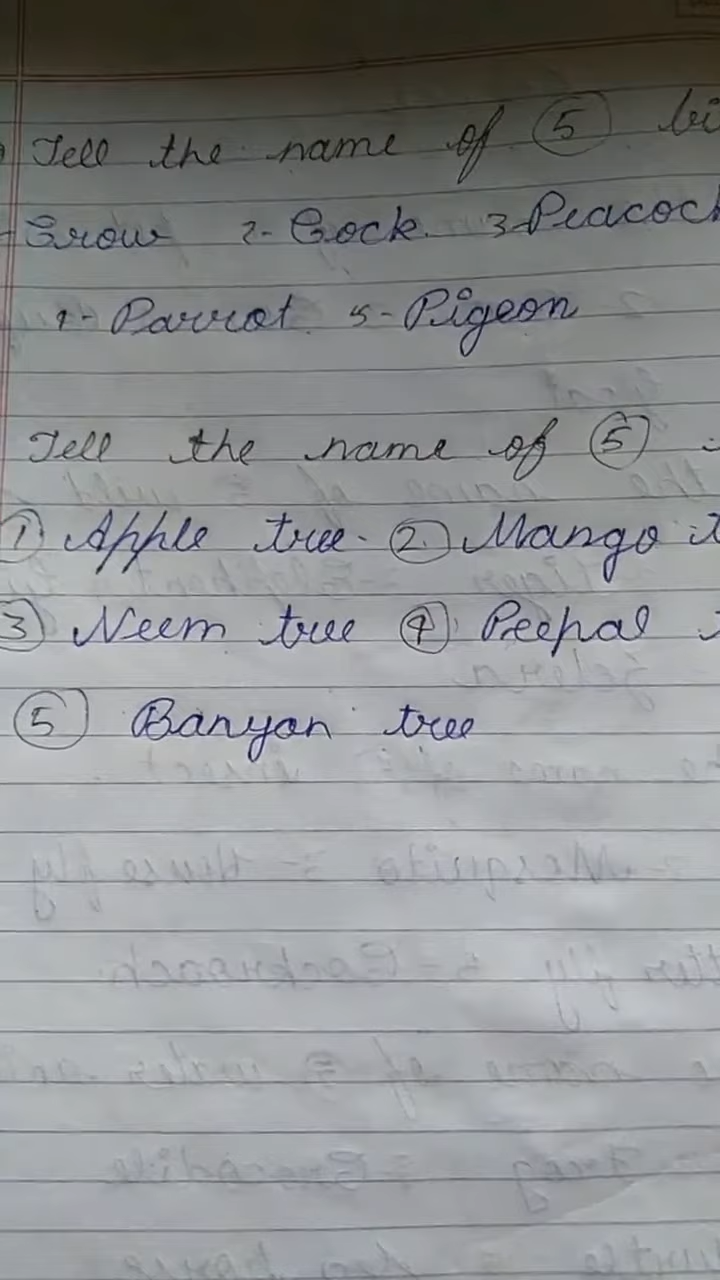 Tell the name of 5 bi
Crow 2- Cock. 3-Peacock
4- Parrot. 5- Pigeon
Tell the name of 5
1 Apple tree. 2. Mango t
3 Neem tree 4 Peepal
5 Banyan tree